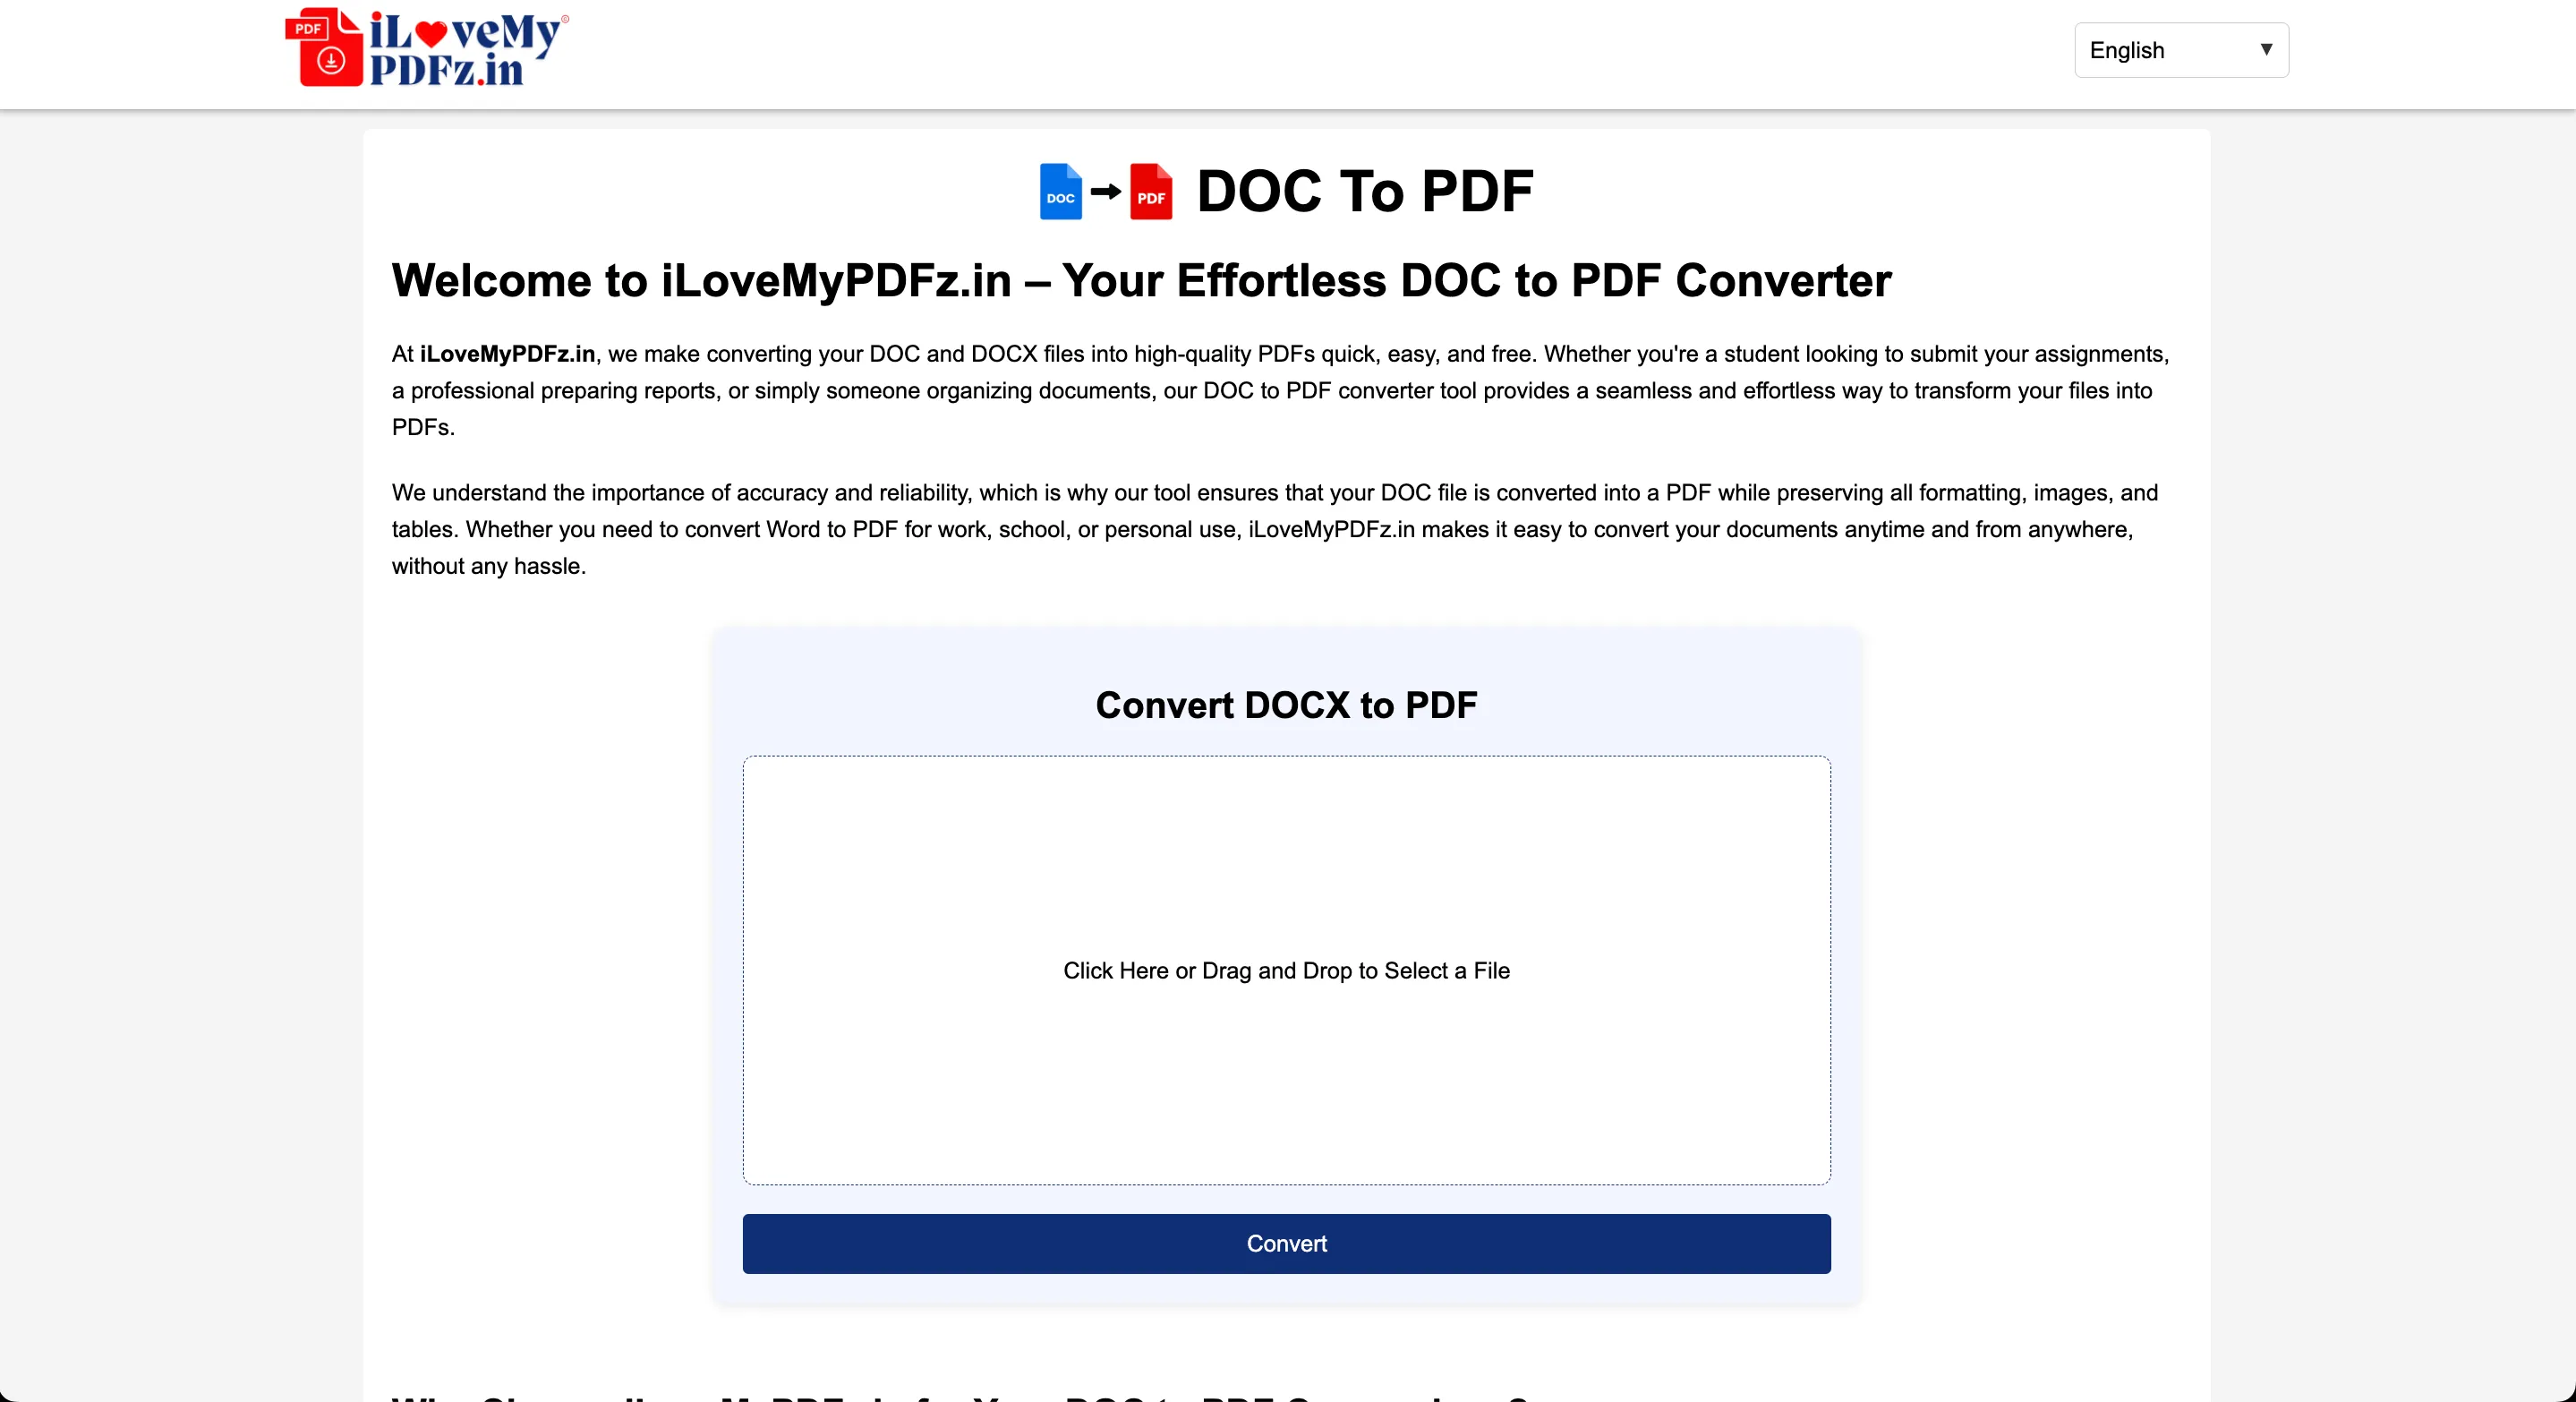 PDF
iLoveMy
PDFz.in
English
DOC
PDF
DOC To PDF
Welcome to iLoveMyPDFz.in – Your Effortless DOC to PDF Converter
At iLoveMyPDFz.in, we make converting your DOC and DOCX files into high-quality PDFs quick, easy, and free. Whether you're a student looking to submit your assignments,
a professional preparing reports, or simply someone organizing documents, our DOC to PDF converter tool provides a seamless and effortless way to transform your files into
PDFs.
We understand the importance of accuracy and reliability, which is why our tool ensures that your DOC file is converted into a PDF while preserving all formatting, images, and
tables. Whether you need to convert Word to PDF for work, school, or personal use, iLoveMyPDFz.in makes it easy to convert your documents anytime and from anywhere,
without any hassle.
Convert DOCX to PDF
Click Here or Drag and Drop to Select a File
Convert